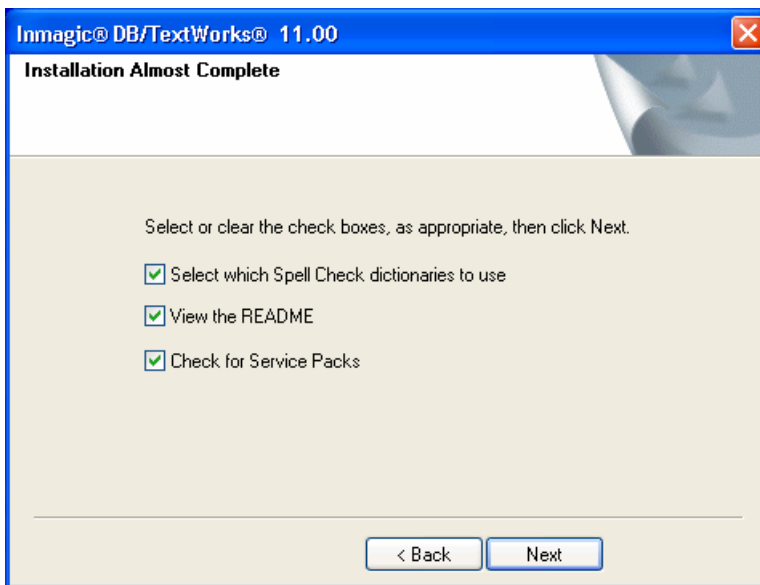 Inmagic® DB/TextWorks® 11.00
Installation Almost Complete
Select or clear the check boxes, as appropriate, then click Next.
Select which Spell Check dictionaries to use
View the README
Check for Service Packs
< Back Next